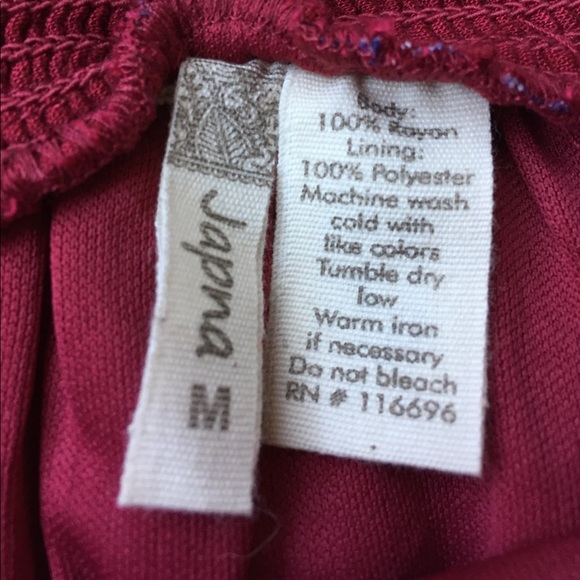 Japna
M
Body:
100% Rayon
Lining:
100% Polyester
Machine wash
cold with
like colors
Tumble dry
low
Warm iron
if necessary
Do not bleach
RN # 116696